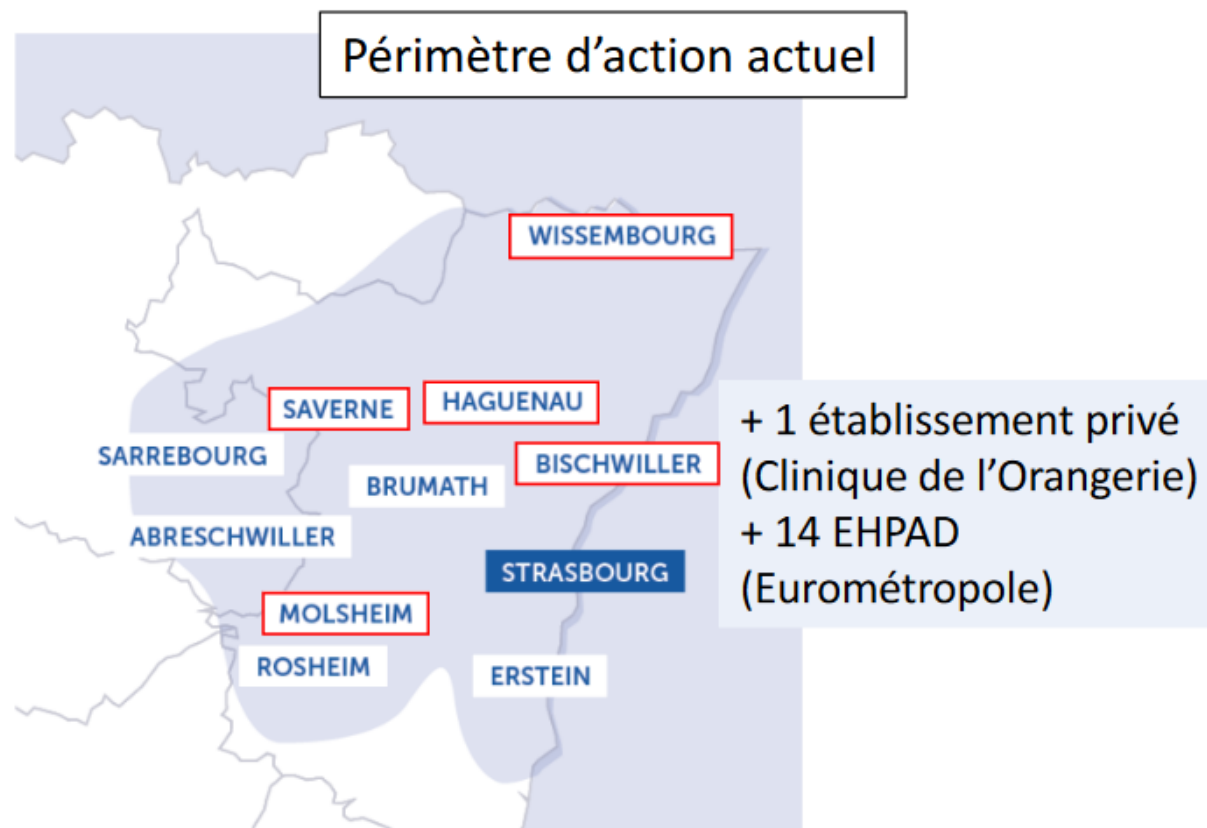 Périmètre d’action actuel
WISSEMBOURG
SAVERNE
HAGUENAU
SARREBOURG
BRUMATH
BISCHWILLER
ABRESCHWILLER
STRASBOURG
MOLSHEIM
ROSHEIM
ERSTEIN
+ 1 établissement privé
(Clinique de l’Orangerie)
+ 14 EHPAD
(Eurométropole)